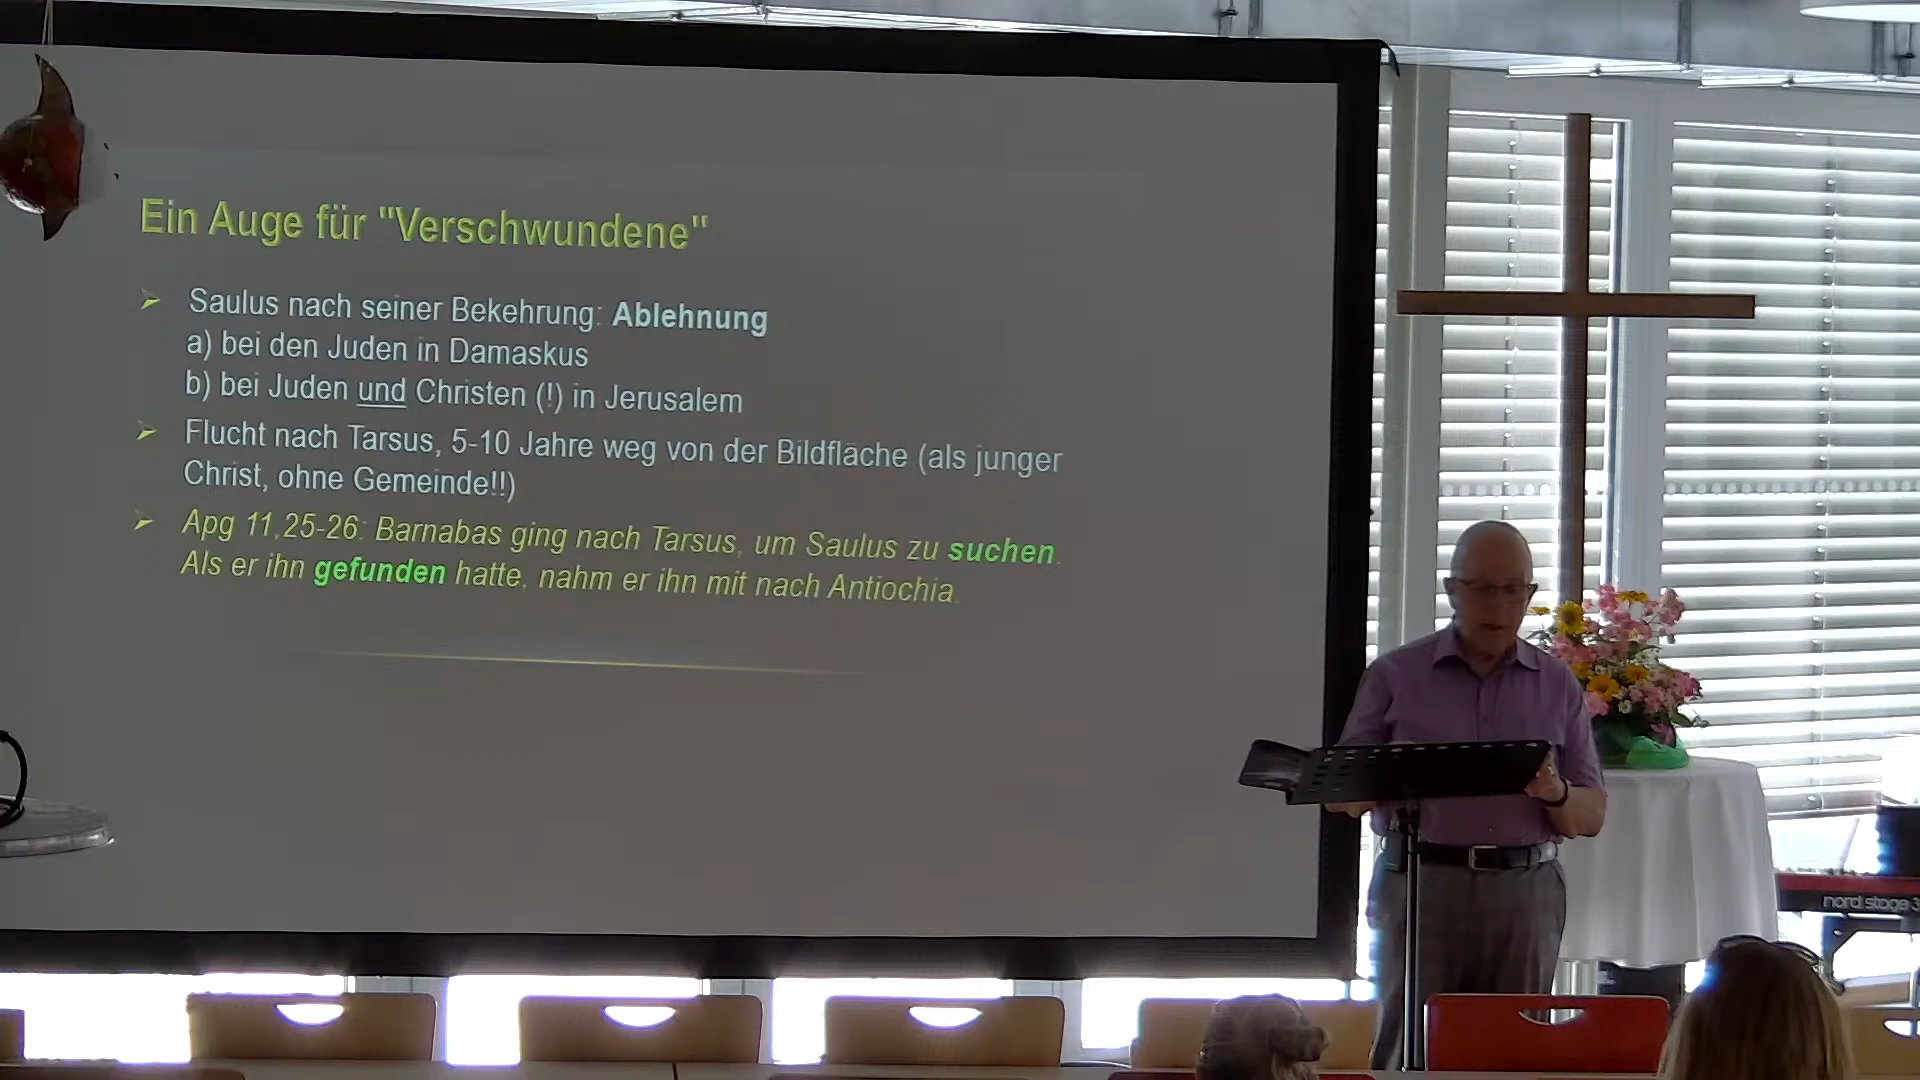 Ein Auge für "Verschwundene"
Saulus nach seiner Bekehrung: Ablehnung
a) bei den Juden in Damaskus
b) bei Juden und Christen (!) in Jerusalem
Flucht nach Tarsus, 5-10 Jahre weg von der Bildfläche (als junger
Christ, ohne Gemeinde!!)
Apg 11,25-26: Barnabas ging nach Tarsus, um Saulus zu suchen.
Als er ihn gefunden hatte, nahm er ihn mit nach Antiochia.
nord stage 3